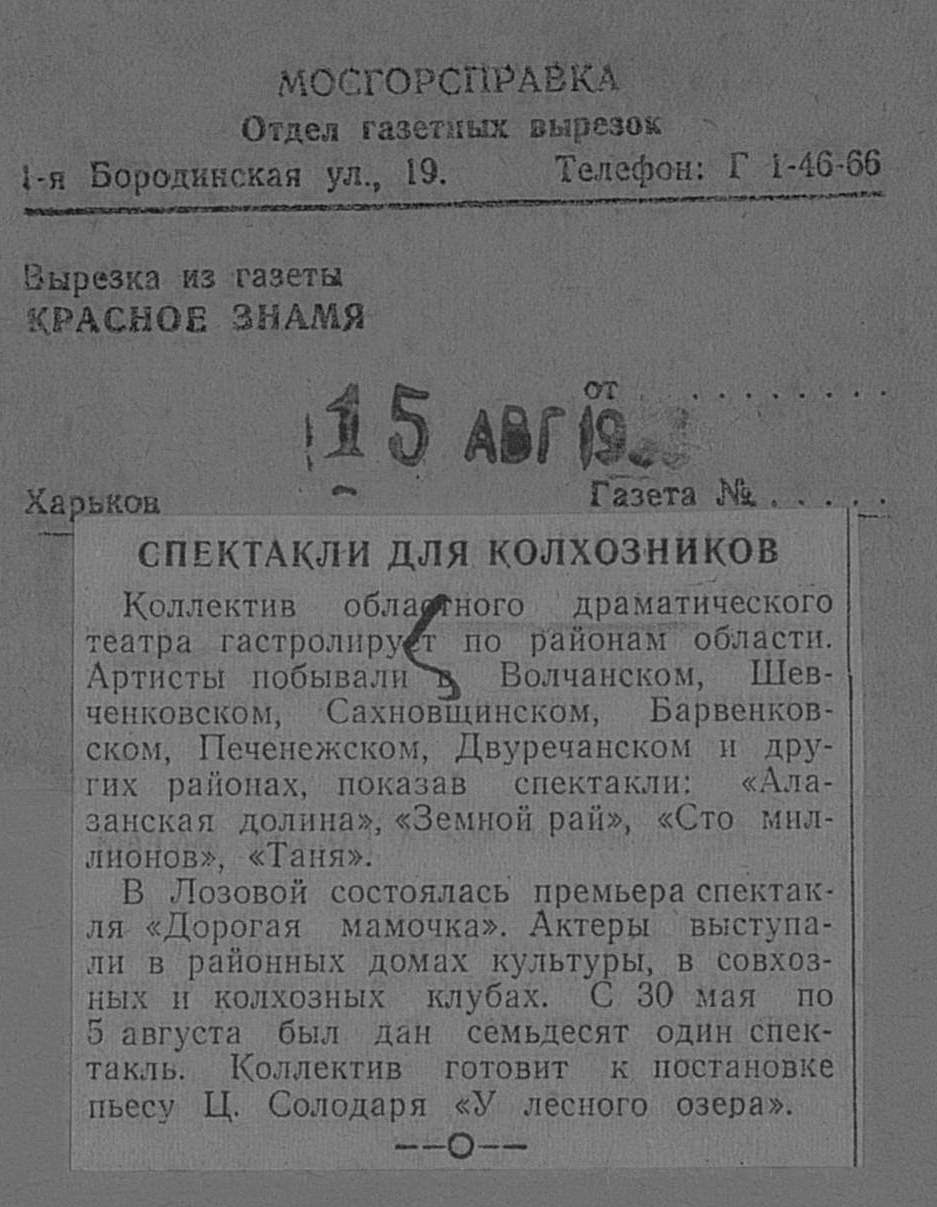 МОСГОРСПРАВКА
Отдел газетных вырезок
1-я Бородинская ул., 19. Телефон: Г 1-46-66
Вырезка из газеты
КРАСНОЕ ЗНАМЯ
от . . . . . . . . .
15 АВГ 19
Харьков Газета № . . . . .
СПЕКТАКЛИ ДЛЯ КОЛХОЗНИКОВ
Коллектив областного драматического
театра гастролирует по районам области.
Артисты побывали в Волчанском, Шев-
ченковском, Сахновщинском, Барвенков-
ском, Печенежском, Двуречанском и дру-
гих районах, показав спектакли: «Ала-
занская долина», «Земной рай», «Сто мил-
лионов», «Таня».
В Лозовой состоялась премьера спектак-
ля «Дорогая мамочка». Актеры выступа-
ли в районных домах культуры, в совхоз-
ных и колхозных клубах. С 30 мая по
5 августа был дан семьдесят один спек-
такль. Коллектив готовит к постановке
пьесу Ц. Солодаря «У лесного озера».